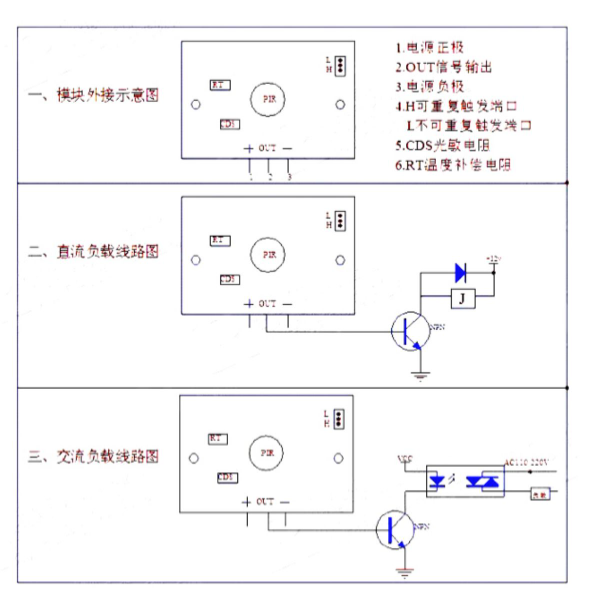 一、模块外接示意图
L
H
RT
PIR
CDS
+ OUT —
1 2 3
1.电源正极
2.OUT信号输出
3.电源负极
4.H可重复触发端口
L不可重复触发端口
5.CDS光敏电阻
6.RT温度补偿电阻
二、直流负载线路图
L
H
RT
PIR
CDS
+ OUT —
+12V
J
NPN
三、交流负载线路图
L
H
RT
PIR
CDS
+ OUT —
VCC
AC110-220V
NPN